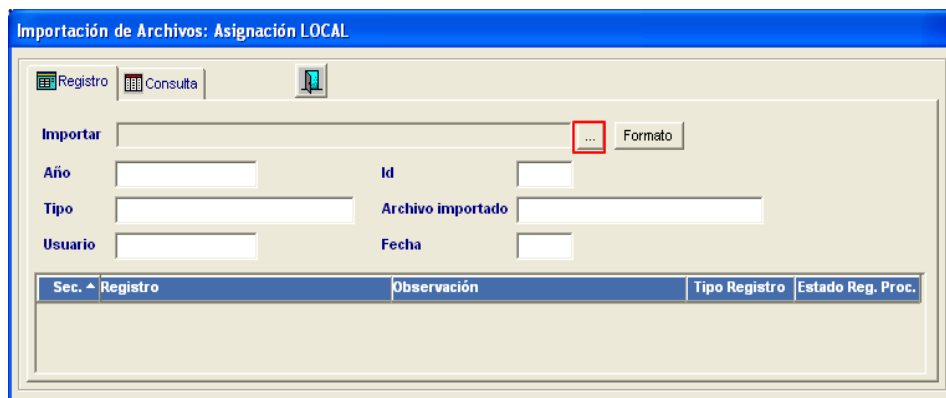 Importación de Archivos: Asignación LOCAL
Registro Consulta
Importar ... Formato
Año Id
Tipo Archivo importado
Usuario Fecha
Sec. Registro Observación Tipo Registro Estado Reg. Proc.